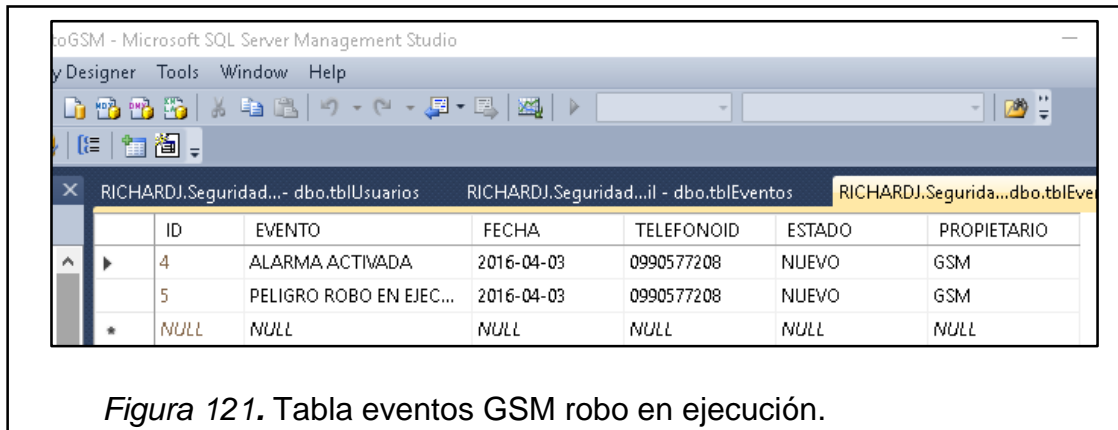 toGSM - Microsoft SQL Server Management Studio
y Designer Tools Window Help
RICHARDJ.Seguridad...- dbo.tblUsuarios RICHARDJ.Seguridad...il - dbo.tblEventos RICHARDJ.Segurida...dbo.tblEve
ID EVENTO FECHA TELEFONOID ESTADO PROPIETARIO
4 ALARMA ACTIVADA 2016-04-03 0990577208 NUEVO GSM
5 PELIGRO ROBO EN EJEC... 2016-04-03 0990577208 NUEVO GSM
NULL NULL NULL NULL NULL NULL
Figura 121. Tabla eventos GSM robo en ejecución.